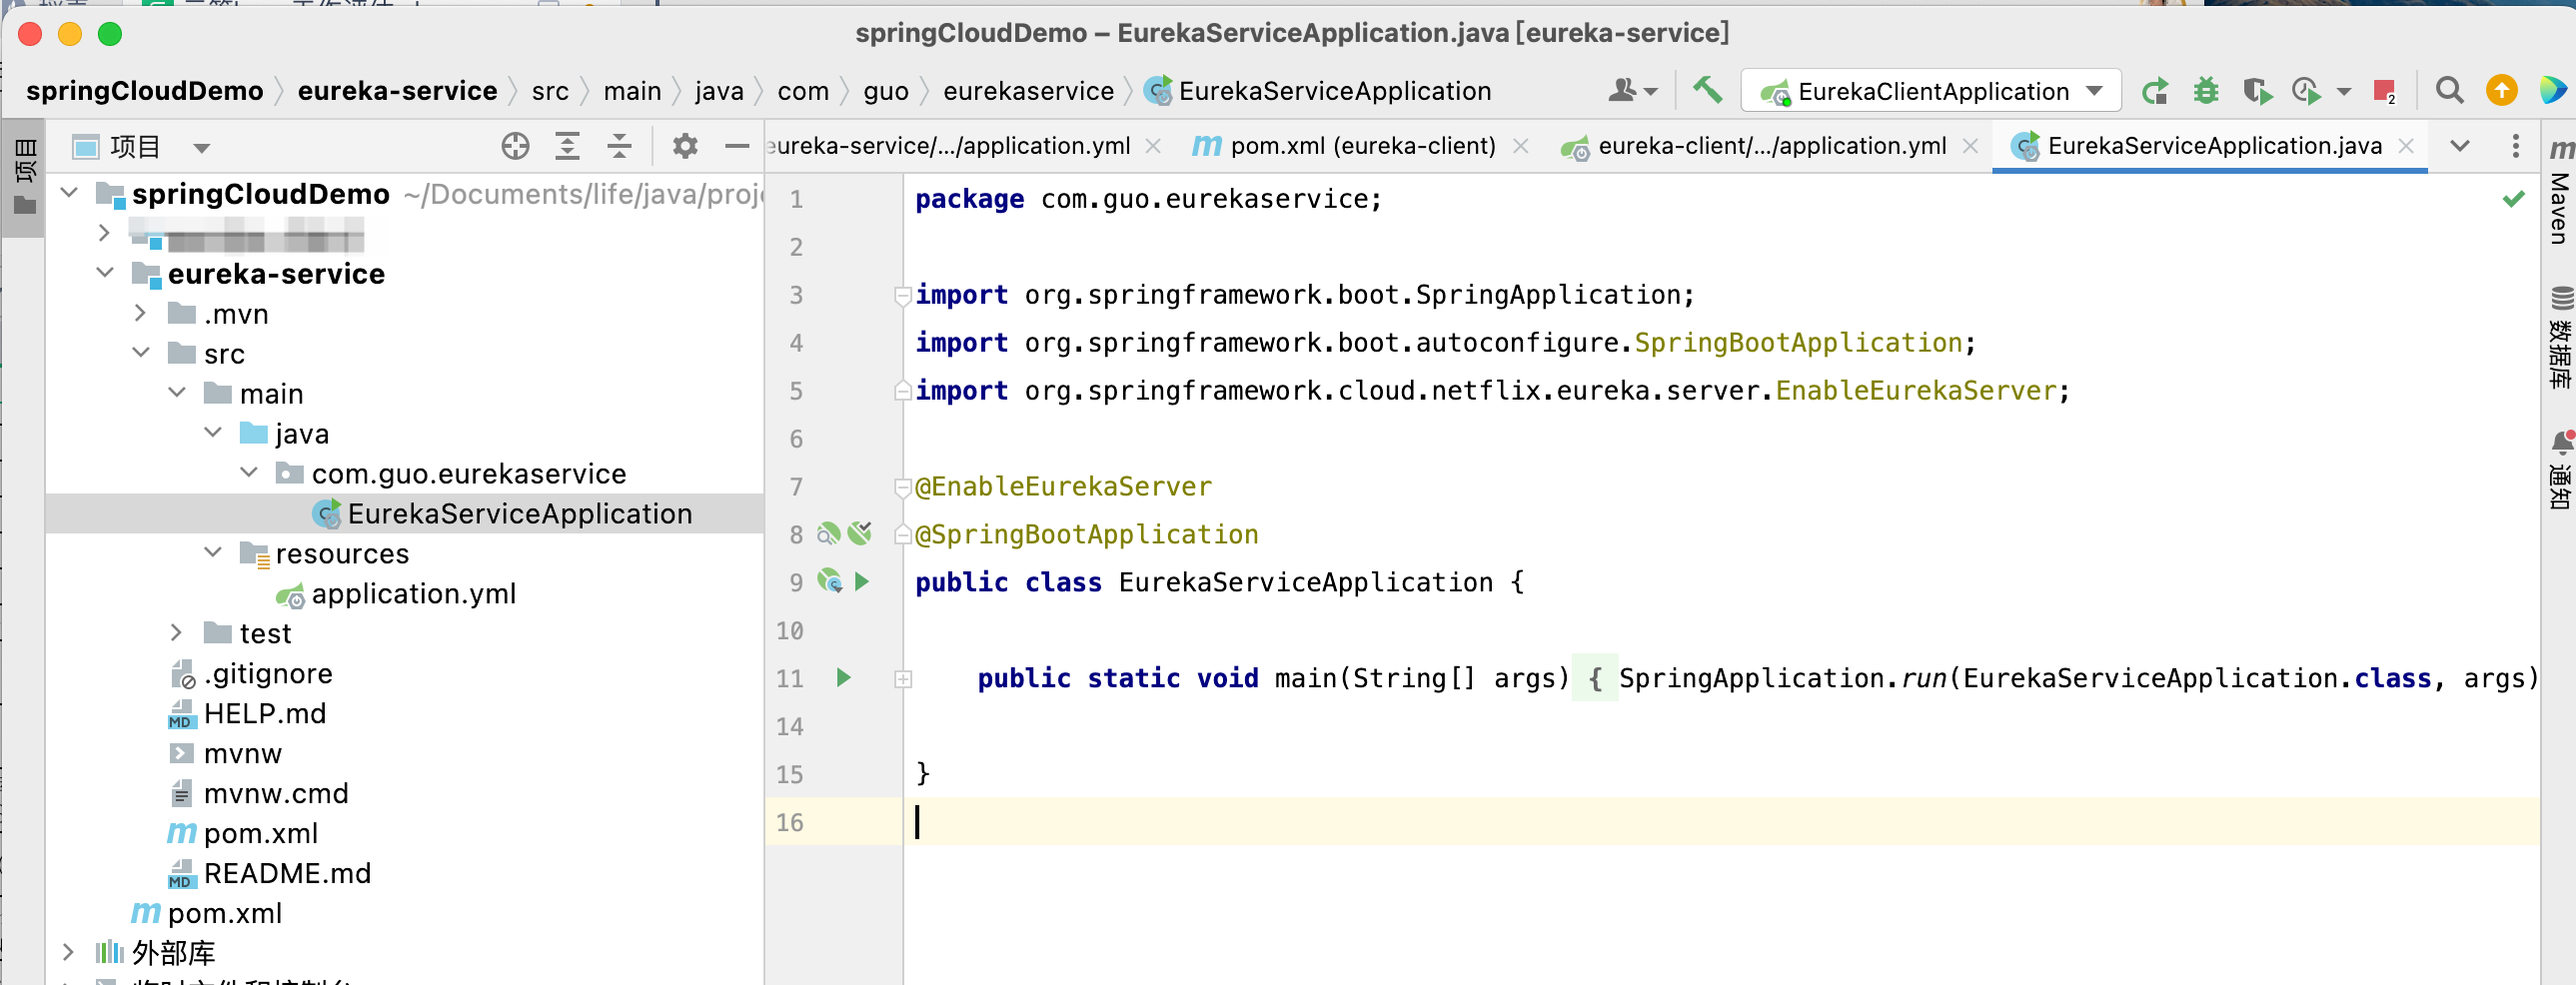 springCloudDemo – EurekaServiceApplication.java [eureka-service]
springCloudDemo eureka-service src main java com guo eurekaservice EurekaServiceApplication
EurekaClientApplication
2
项目
项目
eureka-service/.../application.yml
pom.xml (eureka-client)
eureka-client/.../application.yml
EurekaServiceApplication.java
springCloudDemo ~/Documents/life/java/proj
eureka-service
.mvn
src
main
java
com.guo.eurekaservice
EurekaServiceApplication
resources
application.yml
test
.gitignore
MD HELP.md
mvnw
mvnw.cmd
m pom.xml
MD README.md
m pom.xml
外部库
1 package com.guo.eurekaservice;
2
3 import org.springframework.boot.SpringApplication;
4 import org.springframework.boot.autoconfigure.SpringBootApplication;
5 import org.springframework.cloud.netflix.eureka.server.EnableEurekaServer;
6
7 @EnableEurekaServer
8 @SpringBootApplication
9 public class EurekaServiceApplication {
10
11 public static void main(String[] args) { SpringApplication.run(EurekaServiceApplication.class, args)
14
15 }
16
m Maven
数据库
通知